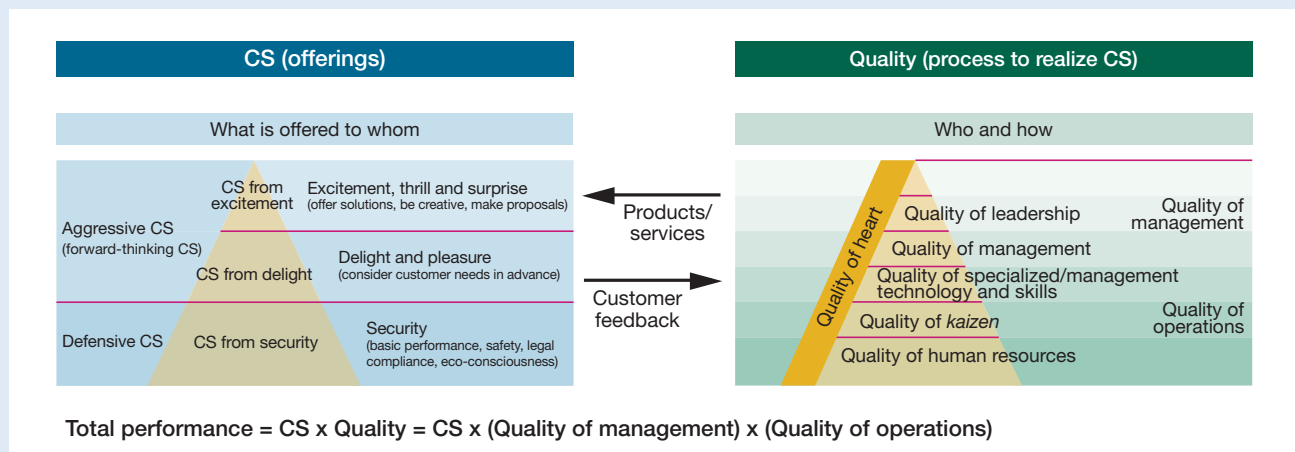 CS (offerings)
What is offered to whom
CS from
excitement
Excitement, thrill and surprise
(offer solutions, be creative, make proposals)
Aggressive CS
(forward-thinking CS)
CS from delight
Delight and pleasure
(consider customer needs in advance)
Defensive CS
CS from security
Security
(basic performance, safety, legal
compliance, eco-consciousness)
Products/
services
Customer
feedback
Quality (process to realize CS)
Who and how
Quality of heart
Quality of leadership
Quality of management
Quality of specialized/management
technology and skills
Quality of kaizen
Quality of human resources
Quality of
management
Quality of
operations
Total performance = CS x Quality = CS x (Quality of management) x (Quality of operations)